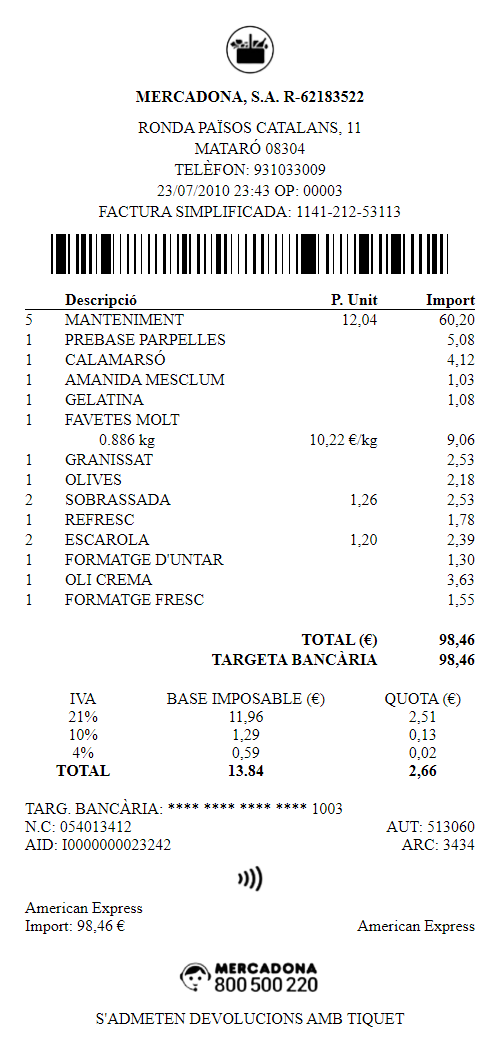 MERCADONA, S.A. R-62183522
RONDA PAÏSOS CATALANS, 11
MATARÓ 08304
TELÈFON: 931033009
23/07/2010 23:43 OP: 00003
FACTURA SIMPLIFICADA: 1141-212-53113
Descripció P. Unit Import
5 MANTENIMENT 12,04 60,20
1 PREBASE PARPELLES 5,08
1 CALAMARSÓ 4,12
1 AMANIDA MESCLUM 1,03
1 GELATINA 1,08
1 FAVETES MOLT
0.886 kg 10,22 €/kg 9,06
1 GRANISSAT 2,53
1 OLIVES 2,18
2 SOBRASSADA 1,26 2,53
1 REFRESC 1,78
2 ESCAROLA 1,20 2,39
1 FORMATGE D'UNTAR 1,30
1 OLI CREMA 3,63
1 FORMATGE FRESC 1,55
TOTAL (€) 98,46
TARGETA BANCÀRIA 98,46
IVA BASE IMPOSABLE (€) QUOTA (€)
21% 11,96 2,51
10% 1,29 0,13
4% 0,59 0,02
TOTAL 13.84 2,66
TARG. BANCÀRIA: **** **** **** **** 1003
N.C: 054013412 AUT: 513060
AID: I0000000023242 ARC: 3434
American Express
Import: 98,46 € American Express
MERCADONA
800 500 220
S'ADMETEN DEVOLUCIONS AMB TIQUET